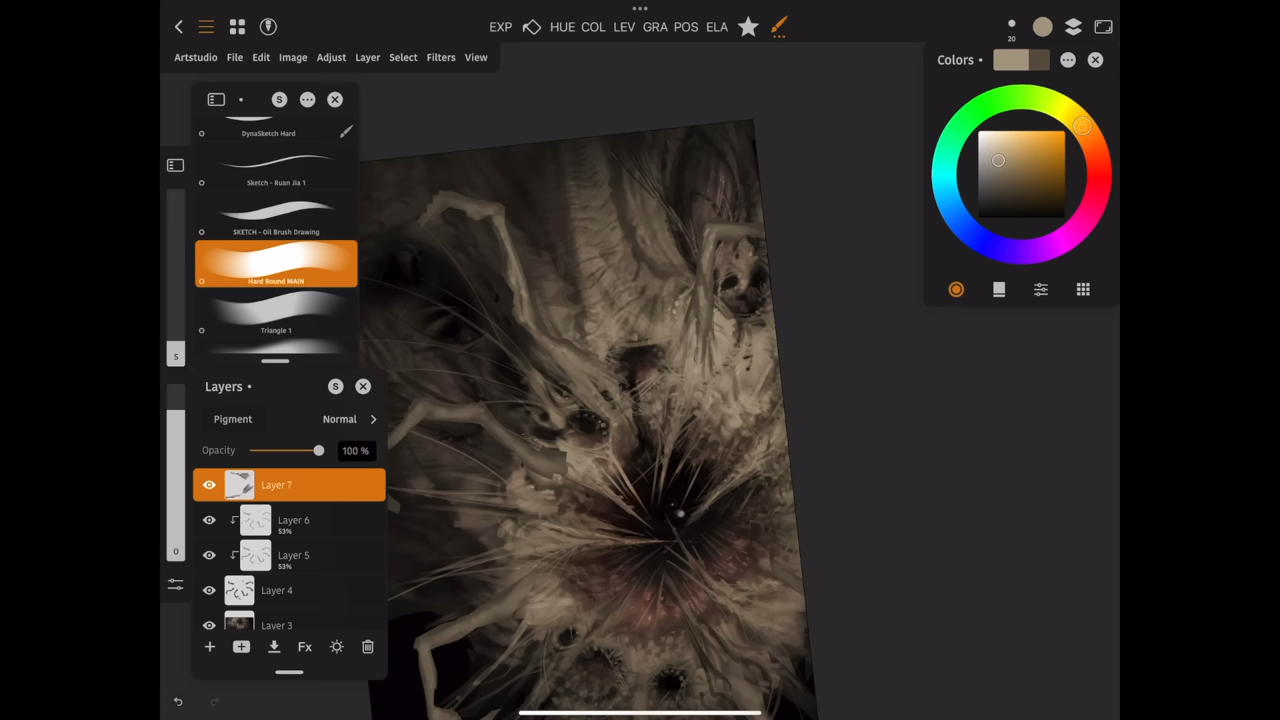 EXP HUE COL LEV GRA POS ELA
20
Artstudio File Edit Image Adjust Layer Select Filters View
Colors
S
DynaSketch Hard
Sketch - Ruan Jia 1
SKETCH - Oil Brush Drawing
Hard Round MAIN
Triangle 1
S
Layers S
Pigment Normal
Opacity 100 %
Layer 7
Layer 6
53%
Layer 5
53%
O
Layer 4
Layer 3
Fx